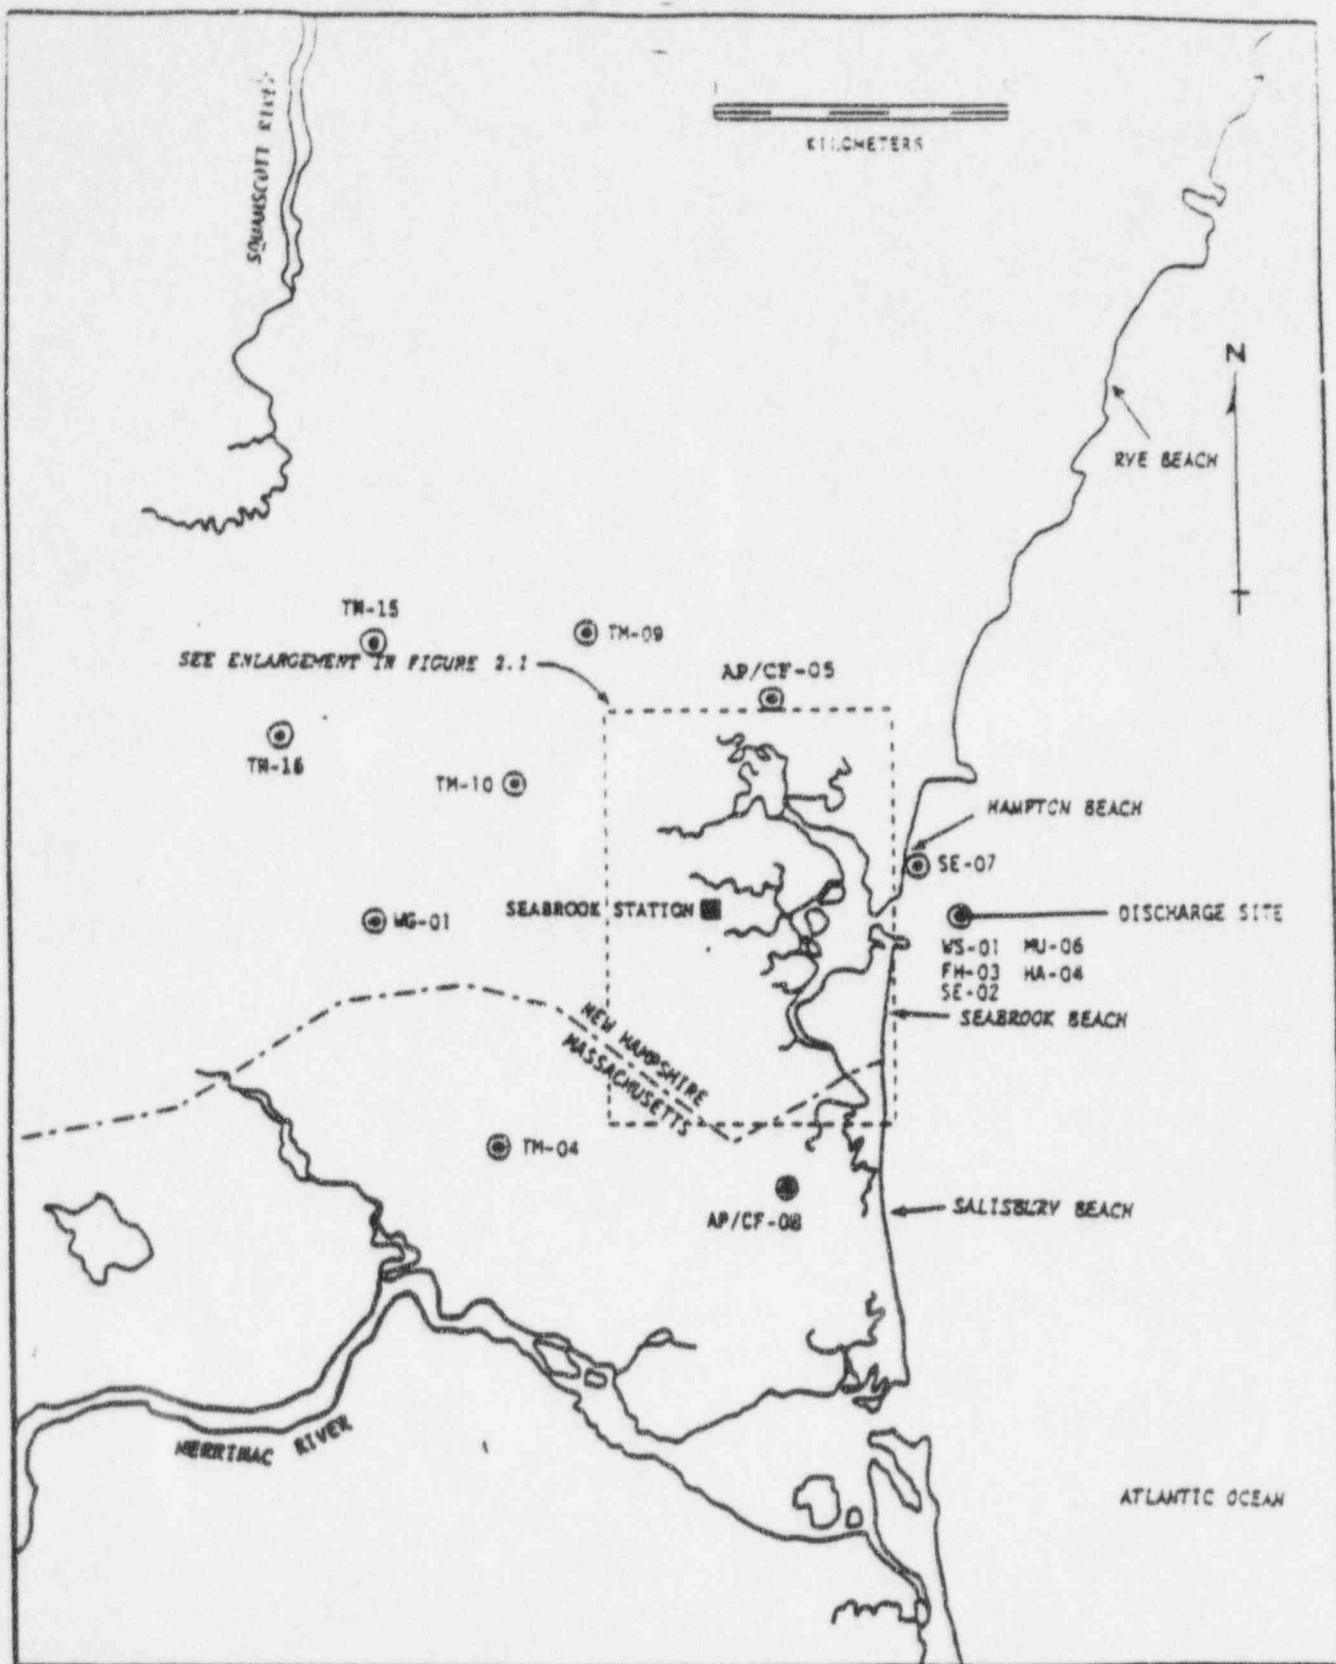 SQUAMSCOTT RIVER
KILOMETERS
N
RYE BEACH
TM-15
TM-09
SEE ENLARGEMENT IN FIGURE 2.1
AP/CF-05
TM-16
TM-10
HAMPTON BEACH
SE-07
SEABROOK STATION
WG-01
DISCHARGE SITE
WS-01 MU-06
FH-03 HA-04
SE-02
SEABROOK BEACH
NEW HAMPSHIRE
MASSACHUSETTS
TM-04
AP/CF-08
SALISBURY BEACH
MERRIMAC RIVER
ATLANTIC OCEAN